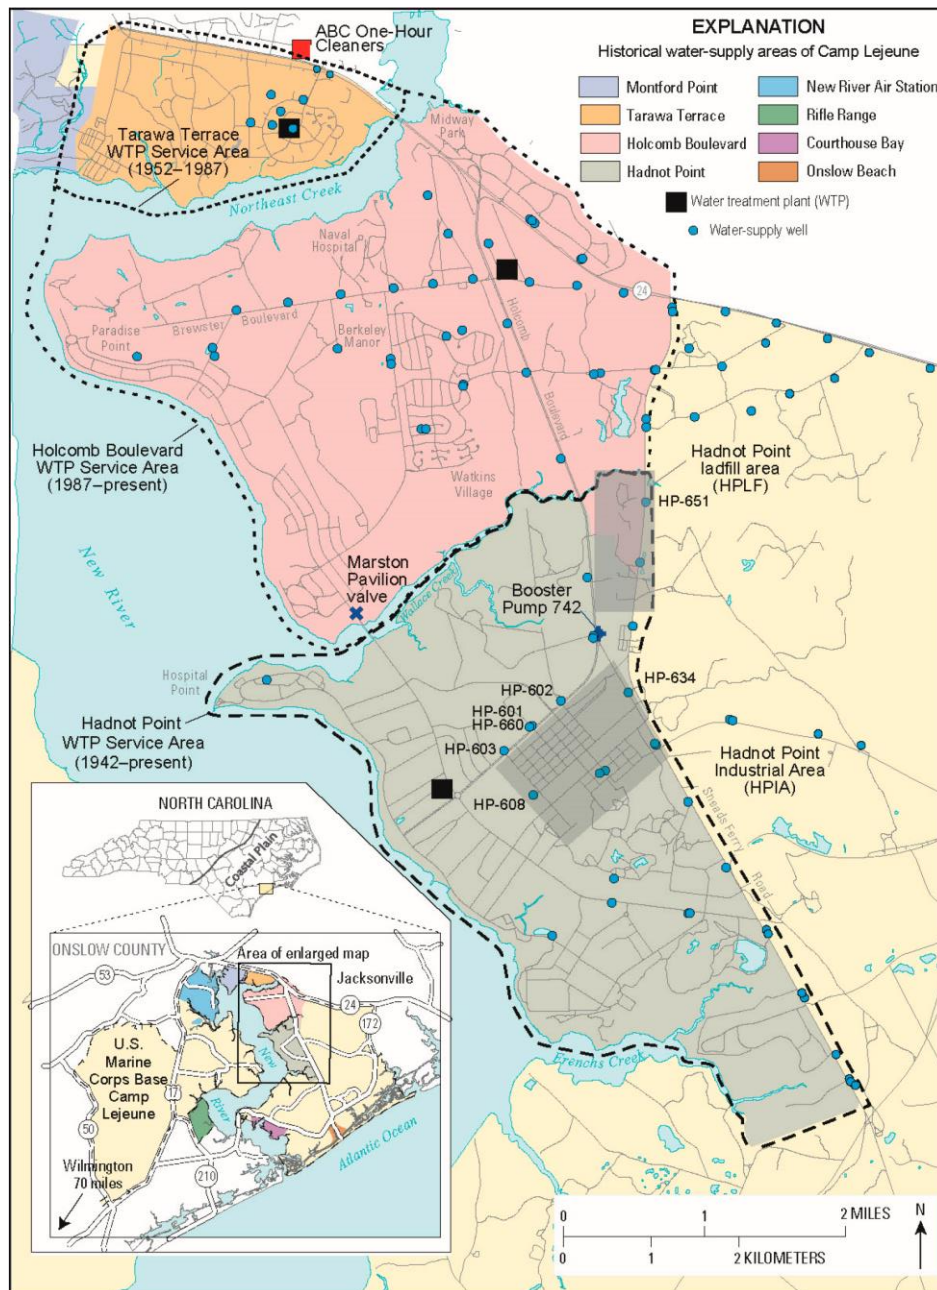 ABC One-Hour
Cleaners
EXPLANATION
Historical water-supply areas of Camp Lejeune
Montford Point
Tarawa Terrace
Holcomb Boulevard
Hadnot Point
New River Air Station
Rifle Range
Courthouse Bay
Onslow Beach
Water treatment plant (WTP)
Water-supply well
Tarawa Terrace
WTP Service Area
(1952–1987)
Midway
Park
Northeast Creek
Naval
Hospital
24
Holcomb
Boulevard
Paradise
Point
Brewster
Boulevard
Berkeley
Manor
Holcomb Boulevard
WTP Service Area
(1987–present)
Watkins
Village
Hadnot Point
ladfill area
(HPLF)
HP-651
New River
Marston
Pavilion
valve
Wallace Creek
Booster
Pump 742
Hospital
Point
HP-602
HP-634
HP-601
HP-660
HP-603
HP-608
Hadnot Point
WTP Service Area
(1942–present)
Hadnot Point
Industrial Area
(HPIA)
Sneads Ferry
Road
NORTH CAROLINA
Coastal Plain
ONSLOW COUNTY
Area of enlarged map
Jacksonville
53
24
172
U.S.
Marine
Corps Base
Camp
Lejeune
New
River
17
50
210
Atlantic Ocean
Wilmington
70 miles
Frenchs Creek
0 1 2 MILES
0 1 2 KILOMETERS
N